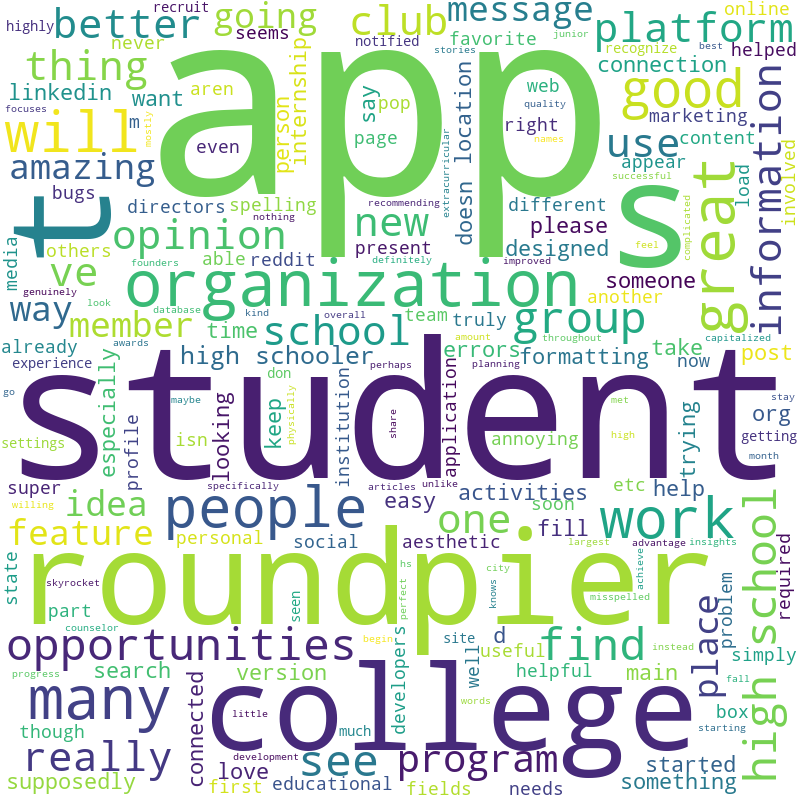 app
student
roundpier
college
s
t
organization
opportunities
people
many
work
great
good
will
thing
better
going
club
message
platform
information
use
new
opinion
ve
way
member
school
group
high school
find
one
see
program
place
really
idea
feature
amazing
recruit
highly
seems
never
helped
online
favorite
notified
stories
junior
recognize
best
connection
linkedin
want
aren
pop
say
web
quality
marketing
focuses
m
mostly
person
internship
page
right
names
content
even
extracurricular
doesn location
appear
successful
load
involved
bugs
directors
spelling
recommending
nothing
different
please
designed
someone
complicated
feel
others
able
reddit
present
definitely
improved
another
media
founders
genuinely
look
database
kind
overall
team
truly
time
amount
throughout
capitalized
post
already
awards
high schooler
errors
formatting
take
now
experience
don
perhaps
planning
met
stay
go
maybe
physically
share
high
trying
org
especially
settings
profile
isn
looking
keep
institution
application
annoying
getting
month
super
specifically
articles
unlike
easy
activities
soon
etc
help
willing
personal
social
aesthetic
fill
largest
advantage
insights
required
state
skyrocket
seen
hs
perfect
city
knows
achieve
misspelled
problem
part
counselor
begin
site
d
instead
simply
progress
search
version
developers
well
useful
helpful
main
fall
though
connected
little
much
words
box
starting
love
development
started
supposedly
first
educational
fields
needs
something